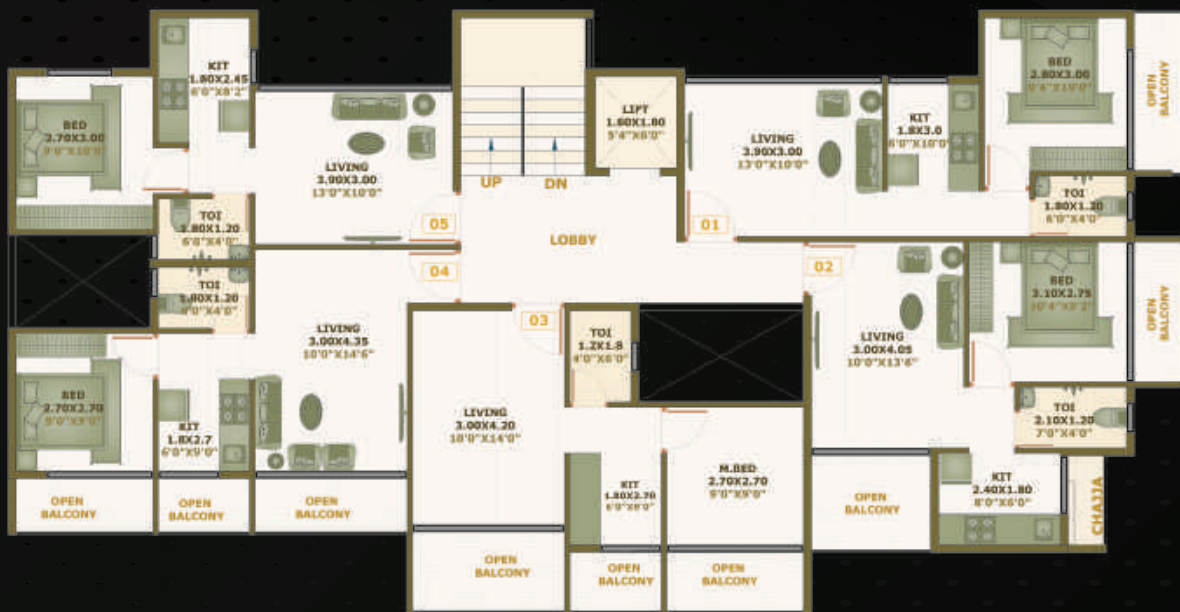 KIT
1.80X2.45
6'0"X8'2"
BED
2.70X3.00
9'0"X10'0"
LIVING
3.90X3.00
13'0"X10'0"
TOI
1.80X1.20
6'0"X4'0"
05
UP
DN
LIFT
1.60X1.80
5'4"X6'0"
LOBBY
LIVING
3.90X3.00
13'0"X10'0"
KIT
1.8X3.0
6'0"X10'0"
BED
2.80X3.00
9'4"X10'0"
OPEN
BALCONY
TOI
1.80X1.20
6'0"X4'0"
01
04
TOI
1.80X1.20
6'0"X4'0"
LIVING
3.00X4.35
10'0"X14'6"
BED
2.70X2.70
9'0"X9'0"
KIT
1.8X2.7
6'0"X9'0"
OPEN
BALCONY
OPEN
BALCONY
OPEN
BALCONY
03
LIVING
3.00X4.20
10'0"X14'0"
TOI
1.2X1.8
4'0"X6'0"
KIT
1.80X2.70
6'0"X9'0"
M.BED
2.70X2.70
9'0"X9'0"
OPEN
BALCONY
OPEN
BALCONY
OPEN
BALCONY
02
LIVING
3.00X4.05
10'0"X13'6"
BED
3.10X2.75
10'4"X9'2"
OPEN
BALCONY
TOI
2.10X1.20
7'0"X4'0"
KIT
2.40X1.80
8'0"X6'0"
OPEN
BALCONY
CHAJJA